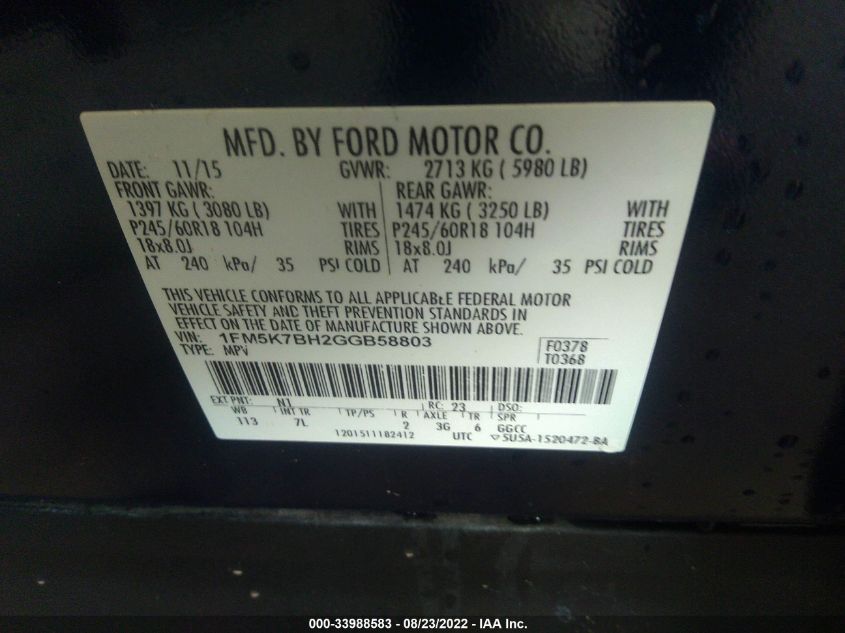 MFD. BY FORD MOTOR CO.
DATE: 11/15 GVWR: 2713 KG ( 5980 LB)
FRONT GAWR: REAR GAWR:
1397 KG ( 3080 LB) WITH 1474 KG ( 3250 LB) WITH
P245/60R18 104H TIRES P245/60R18 104H TIRES
18x8.0J RIMS 18x8.0J RIMS
AT 240 kPa/ 35 PSI COLD AT 240 kPa/ 35 PSI COLD
THIS VEHICLE CONFORMS TO ALL APPLICABLE FEDERAL MOTOR
VEHICLE SAFETY AND THEFT PREVENTION STANDARDS IN
EFFECT ON THE DATE OF MANUFACTURE SHOWN ABOVE.
VIN: 1FM5K7BH2GGB58803 F0378
TYPE: MPV T0368
EXT PNT: N1 RC: 23 DSO:
WB INT TR TP/PS R AXLE TR SPR
113 7L 2 3G 6 GGCC
1201511182412 UTC 5U5A-1520472-BA
000-33988583 - 08/23/2022 - IAA Inc.